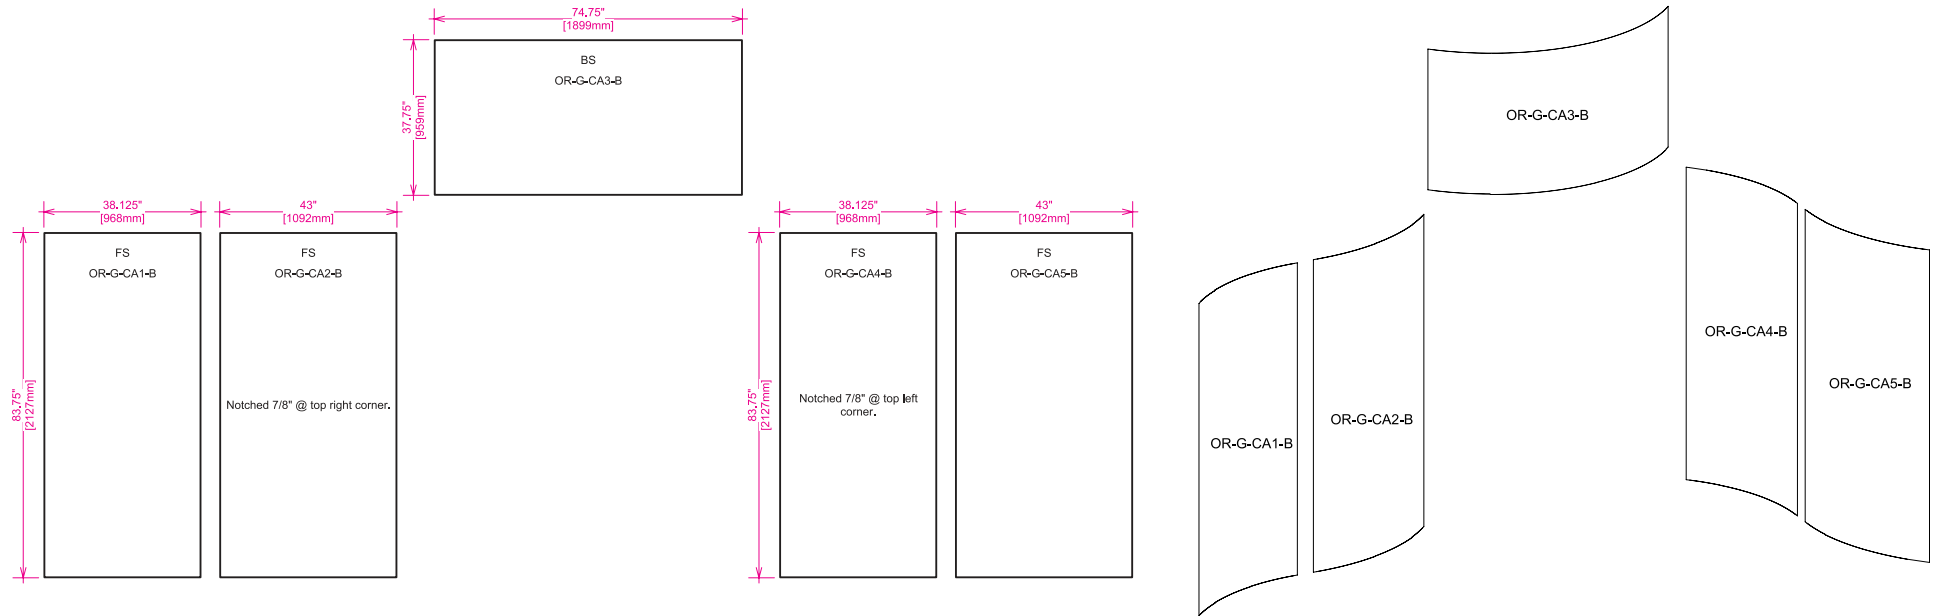 74.75"
[1899mm]
37.75"
[959mm]
BS
OR-G-CA3-B
38.125"
[968mm]
43"
[1092mm]
83.75"
[2127mm]
FS
OR-G-CA1-B
FS
OR-G-CA2-B
Notched 7/8" @ top right corner.
38.125"
[968mm]
43"
[1092mm]
83.75"
[2127mm]
FS
OR-G-CA4-B
Notched 7/8" @ top left
corner.
FS
OR-G-CA5-B
OR-G-CA3-B
OR-G-CA1-B
OR-G-CA2-B
OR-G-CA4-B
OR-G-CA5-B